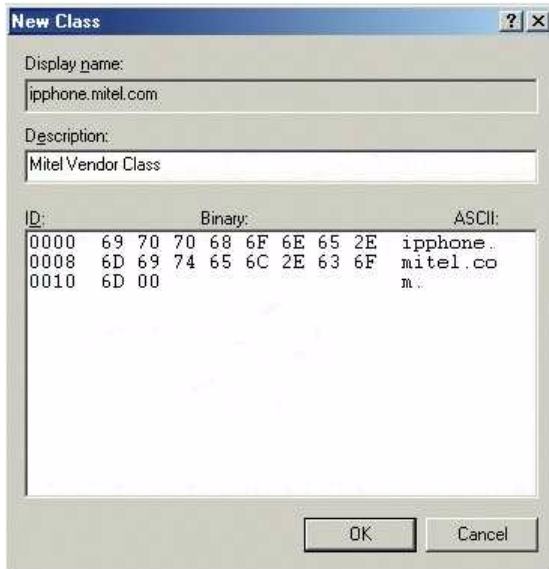 New Class
Display name:
ipphone.mitel.com
Description:
Mitel Vendor Class
ID: Binary: ASCII:
0000 69 70 70 68 6F 6E 65 2E ipphone.
0008 6D 69 74 65 6C 2E 63 6F mitel.co
0010 6D 00 m.
OK Cancel